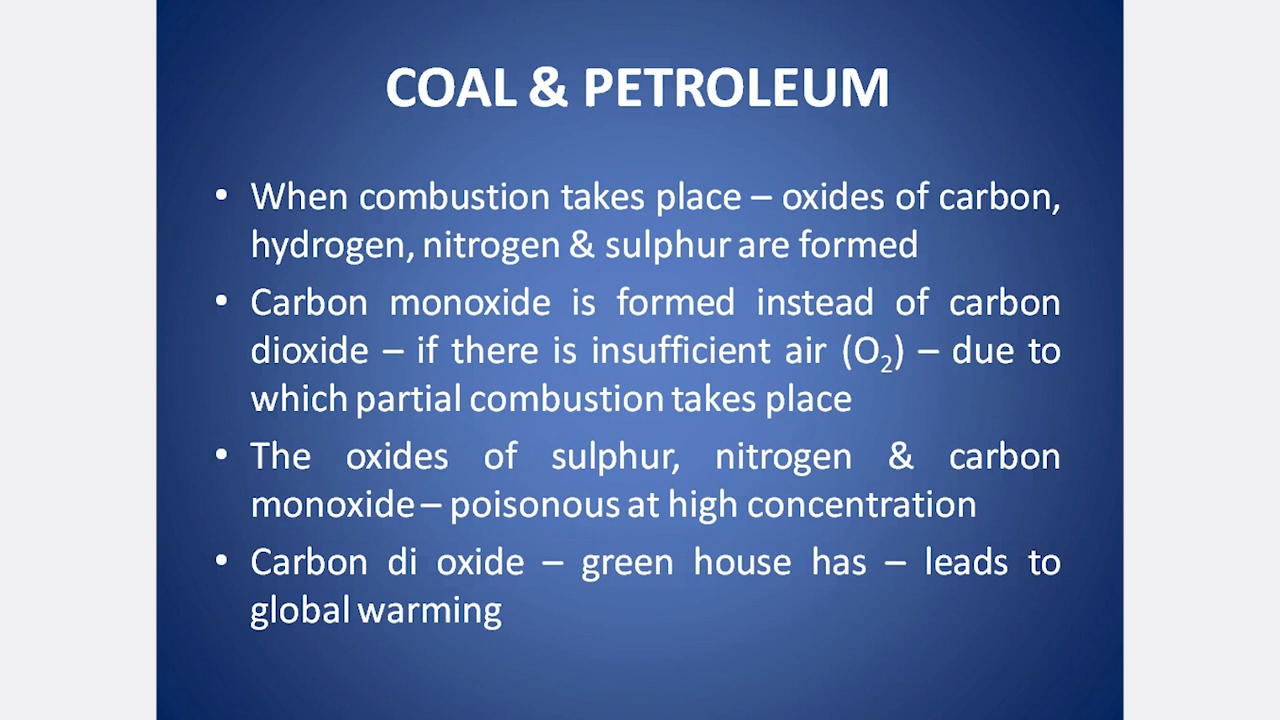 COAL & PETROLEUM
• When combustion takes place – oxides of carbon,
hydrogen, nitrogen & sulphur are formed
• Carbon monoxide is formed instead of carbon
dioxide – if there is insufficient air (O₂) – due to
which partial combustion takes place
• The oxides of sulphur, nitrogen & carbon
monoxide – poisonous at high concentration
• Carbon di oxide – green house has – leads to
global warming